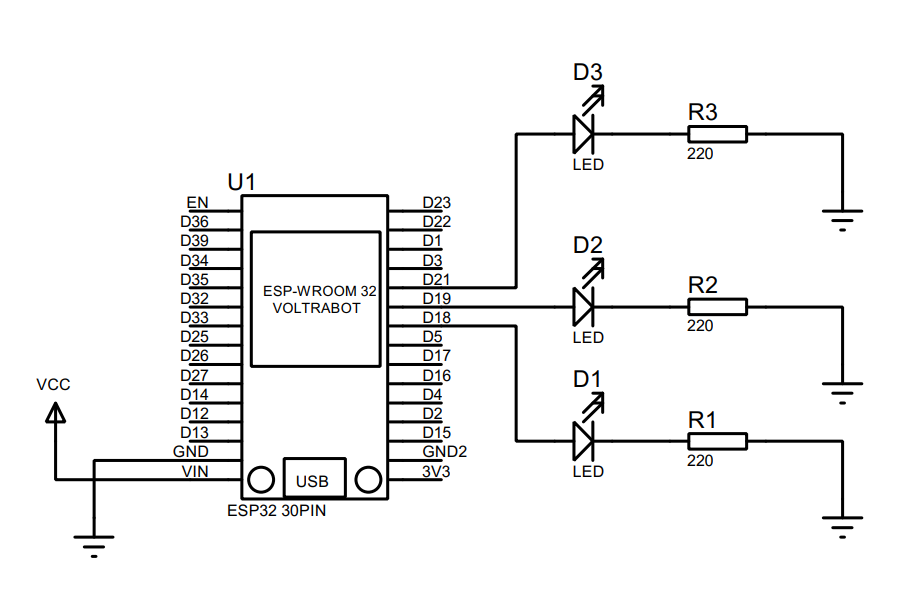 D3
R3
LED
220
U1
EN
D36
D39
D34
D35
D32
D33
D25
D26
D27
D14
D12
D13
GND
VIN
ESP-WROOM 32
VOLTRABOT
USB
ESP32 30PIN
D23
D22
D1
D3
D21
D19
D18
D5
D17
D16
D4
D2
D15
GND2
3V3
VCC
D2
R2
LED
220
D1
R1
LED
220